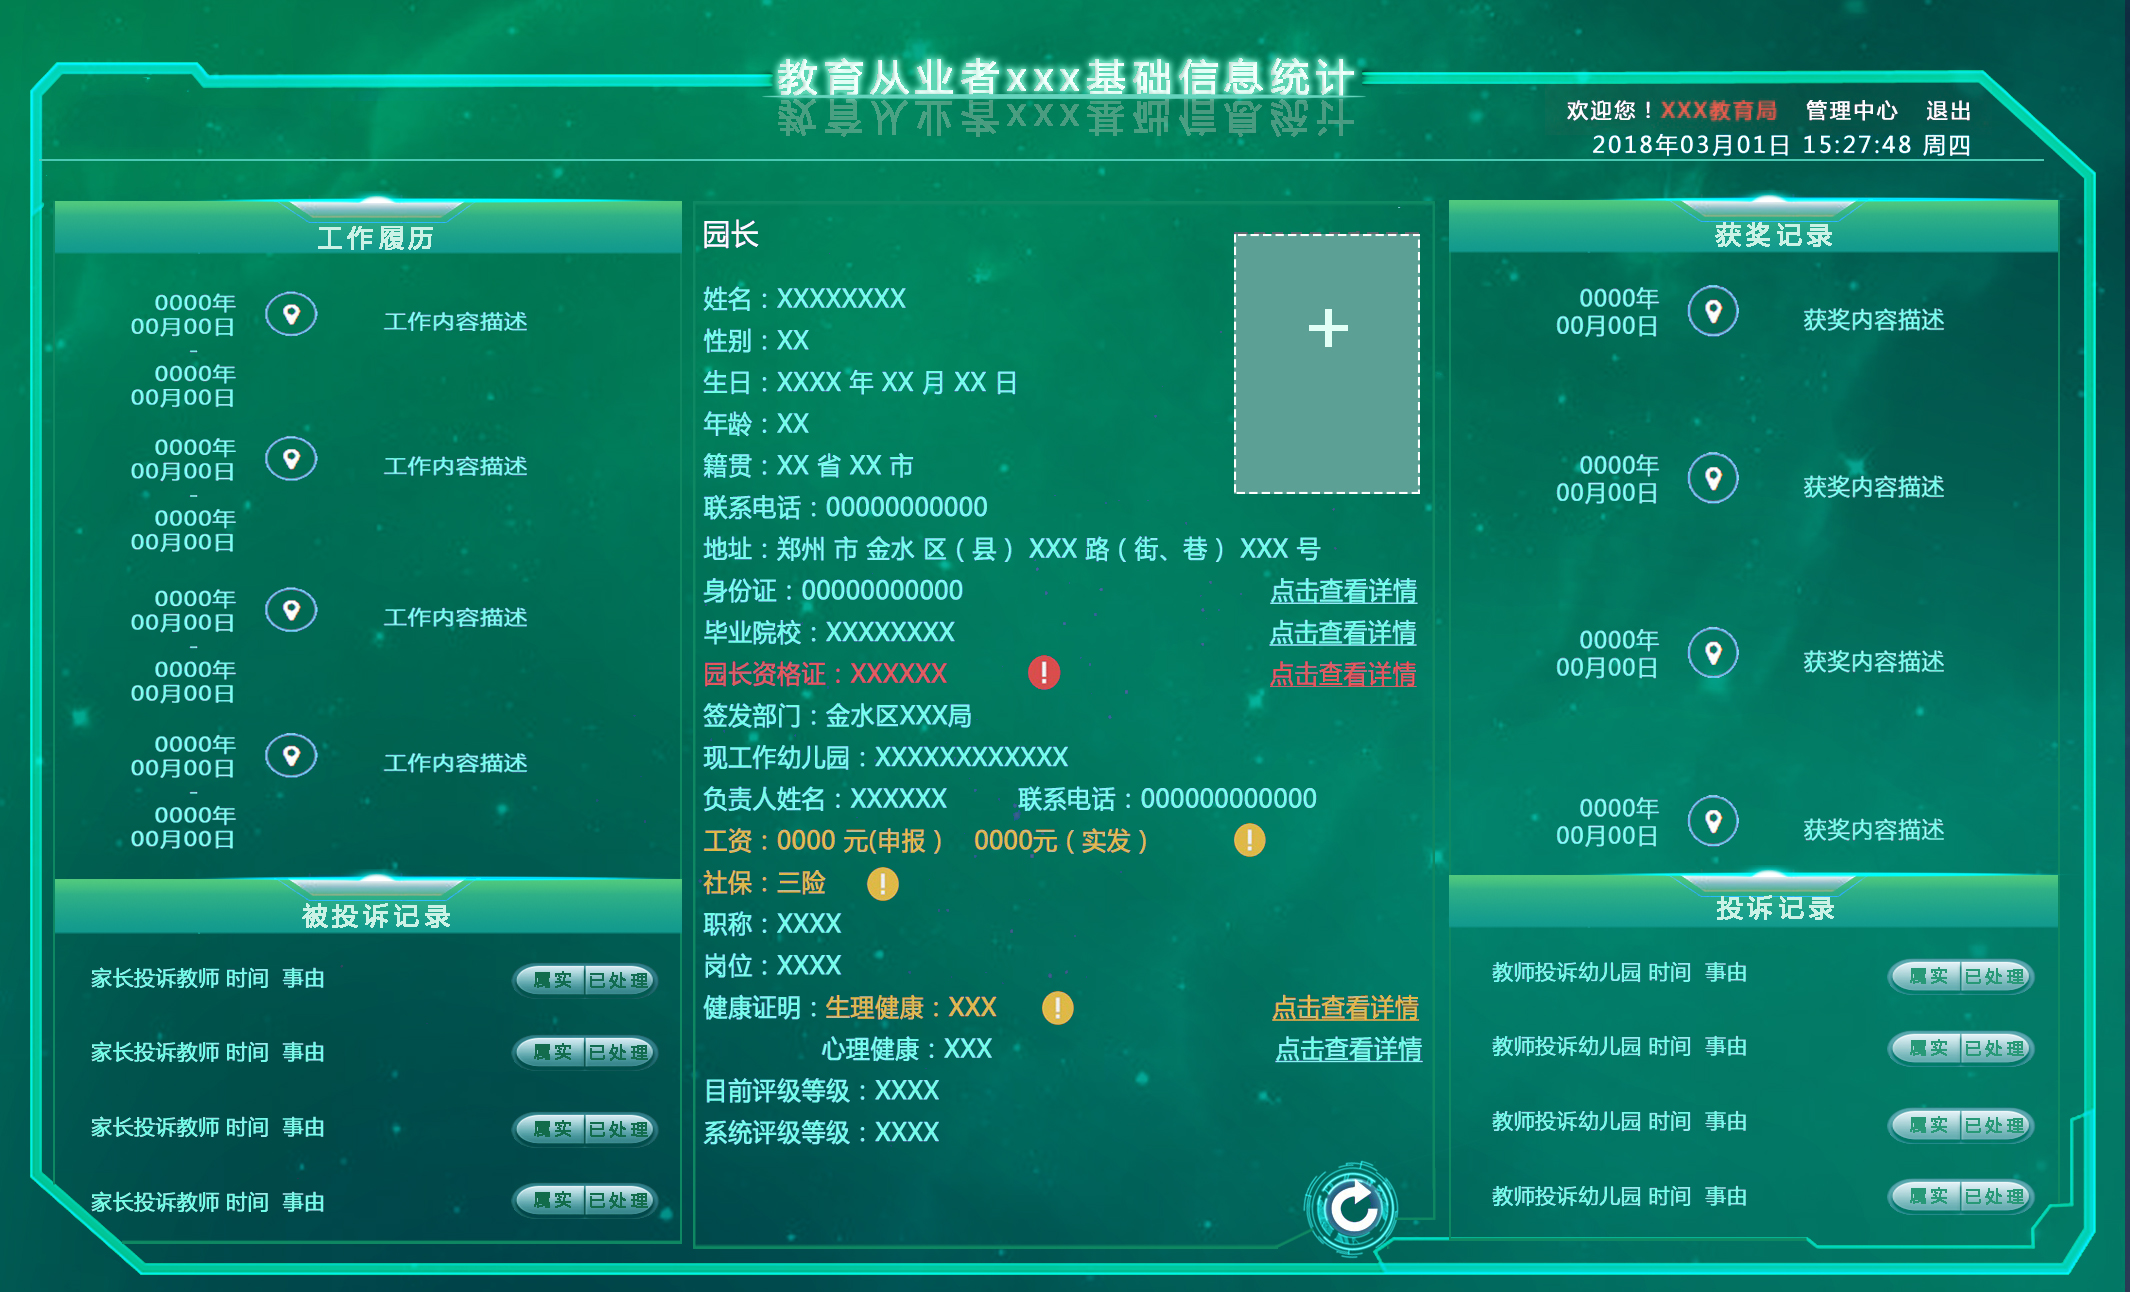 教育从业者xxx基础信息统计
欢迎您！XXX教育局 管理中心 退出
2018年03月01日 15:27:48 周四
工作履历
0000年
00月00日
-
0000年
00月00日
工作内容描述
0000年
00月00日
-
0000年
00月00日
工作内容描述
0000年
00月00日
-
0000年
00月00日
工作内容描述
0000年
00月00日
-
0000年
00月00日
工作内容描述
被投诉记录
家长投诉教师 时间 事由 属实 已处理
家长投诉教师 时间 事由 属实 已处理
家长投诉教师 时间 事由 属实 已处理
家长投诉教师 时间 事由 属实 已处理
园长
姓名：XXXXXXXX
性别：XX
生日：XXXX 年 XX 月 XX 日
年龄：XX
籍贯：XX 省 XX 市
联系电话：00000000000
地址：郑州 市 金水 区（县） XXX 路（街、巷） XXX 号
身份证：0000000000 点击查看详情
毕业院校：XXXXXXXX 点击查看详情
园长资格证：XXXXXX ! 点击查看详情
签发部门：金水区XXX局
现工作幼儿园：XXXXXXXXXXXX
负责人姓名：XXXXXX 联系电话：000000000000
工资：0000 元(申报） 0000元（实发） !
社保：三险 !
职称：XXXX
岗位：XXXX
健康证明：生理健康：XXX ! 点击查看详情
心理健康：XXX 点击查看详情
目前评级等级：XXXX
系统评级等级：XXXX
获奖记录
0000年
00月00日
获奖内容描述
0000年
00月00日
获奖内容描述
0000年
00月00日
获奖内容描述
0000年
00月00日
获奖内容描述
投诉记录
教师投诉幼儿园 时间 事由 属实 已处理
教师投诉幼儿园 时间 事由 属实 已处理
教师投诉幼儿园 时间 事由 属实 已处理
教师投诉幼儿园 时间 事由 属实 已处理